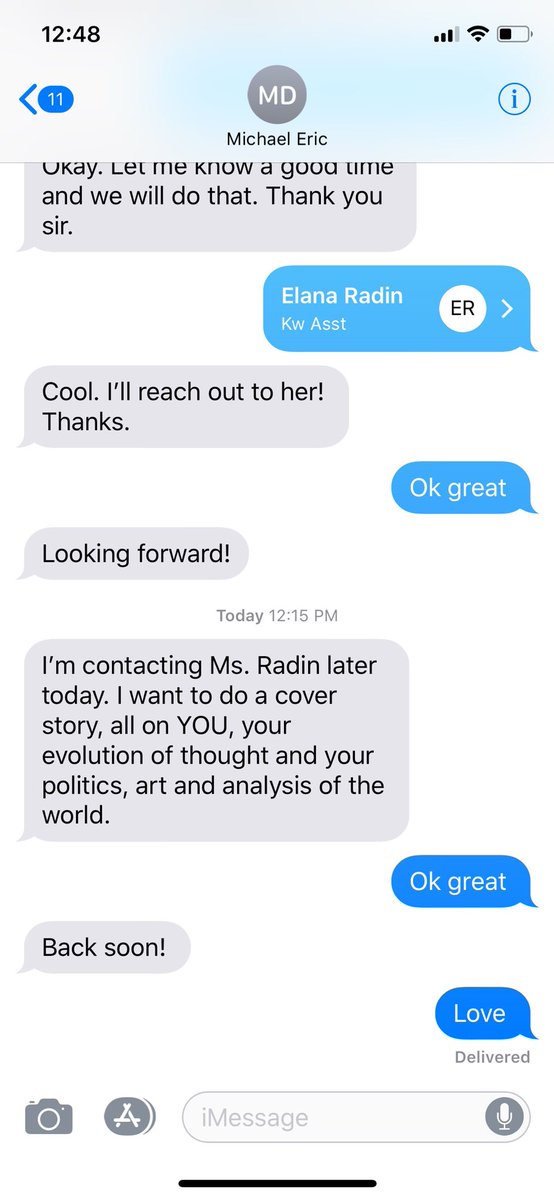 12:48
11
MD
Michael Eric
Okay. Let me know a good time
and we will do that. Thank you
sir.
Elana Radin
Kw Asst
ER
Cool. I’ll reach out to her!
Thanks.
Ok great
Looking forward!
Today 12:15 PM
I’m contacting Ms. Radin later
today. I want to do a cover
story, all on YOU, your
evolution of thought and your
politics, art and analysis of the
world.
Ok great
Back soon!
Love
Delivered
iMessage